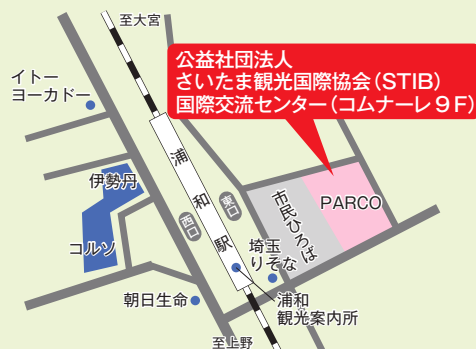 至大宮
公益社団法人
さいたま観光国際協会(STIB)
国際交流センター(コムナーレ9F)
イトー
ヨーカドー
伊勢丹
コルソ
浦和駅
西口
東口
市民ひろば
PARCO
埼玉
りそな
朝日生命
浦和
観光案内所
至上野